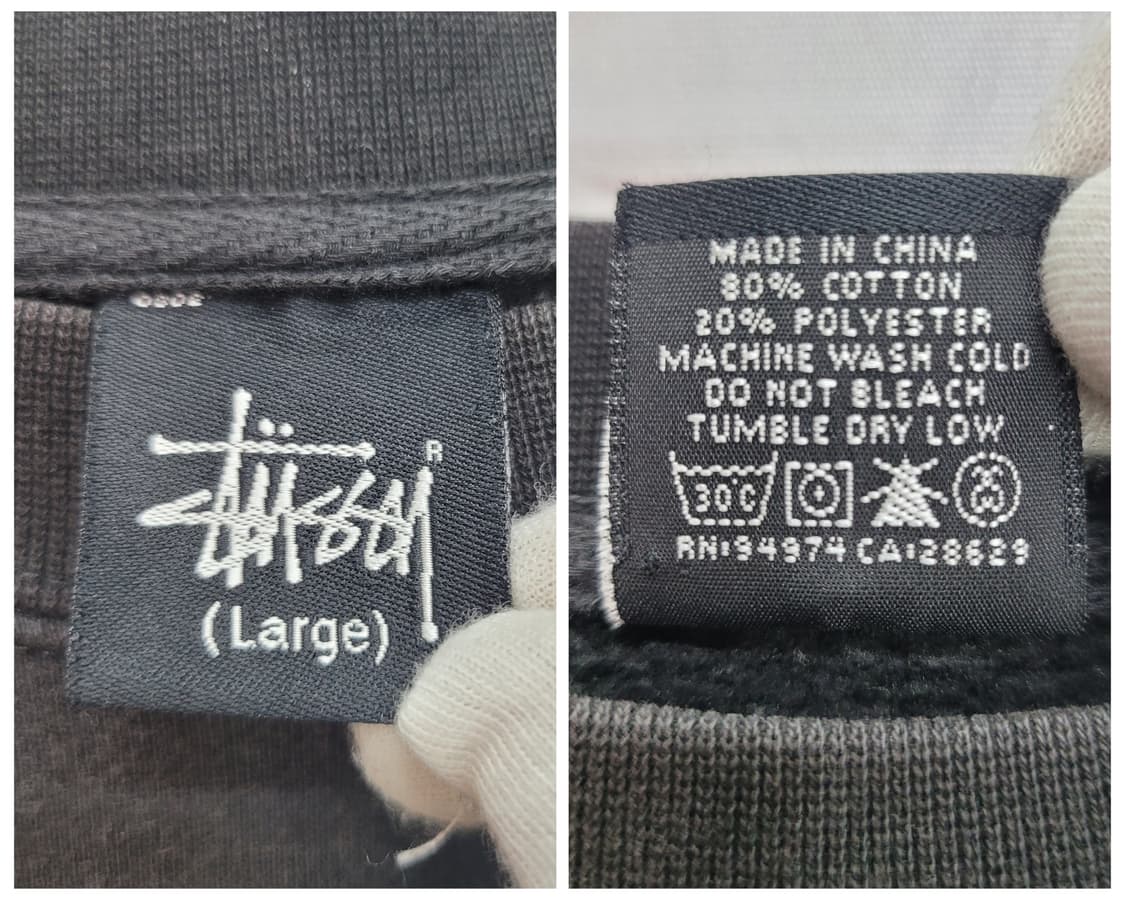 Stüssy
R
(Large)
MADE IN CHINA
80% COTTON
20% POLYESTER
MACHINE WASH COLD
DO NOT BLEACH
TUMBLE DRY LOW
30C
RN:94974 CA:28629